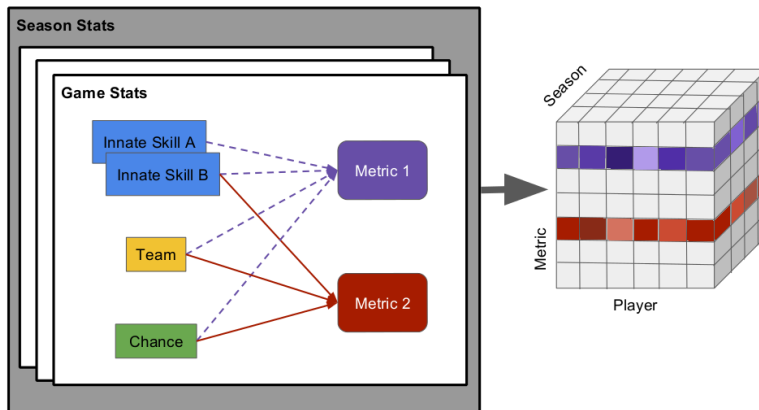 Season Stats
Game Stats
Innate Skill A
Innate Skill B
Metric 1
Team
Metric 2
Chance
Season
Metric
Player